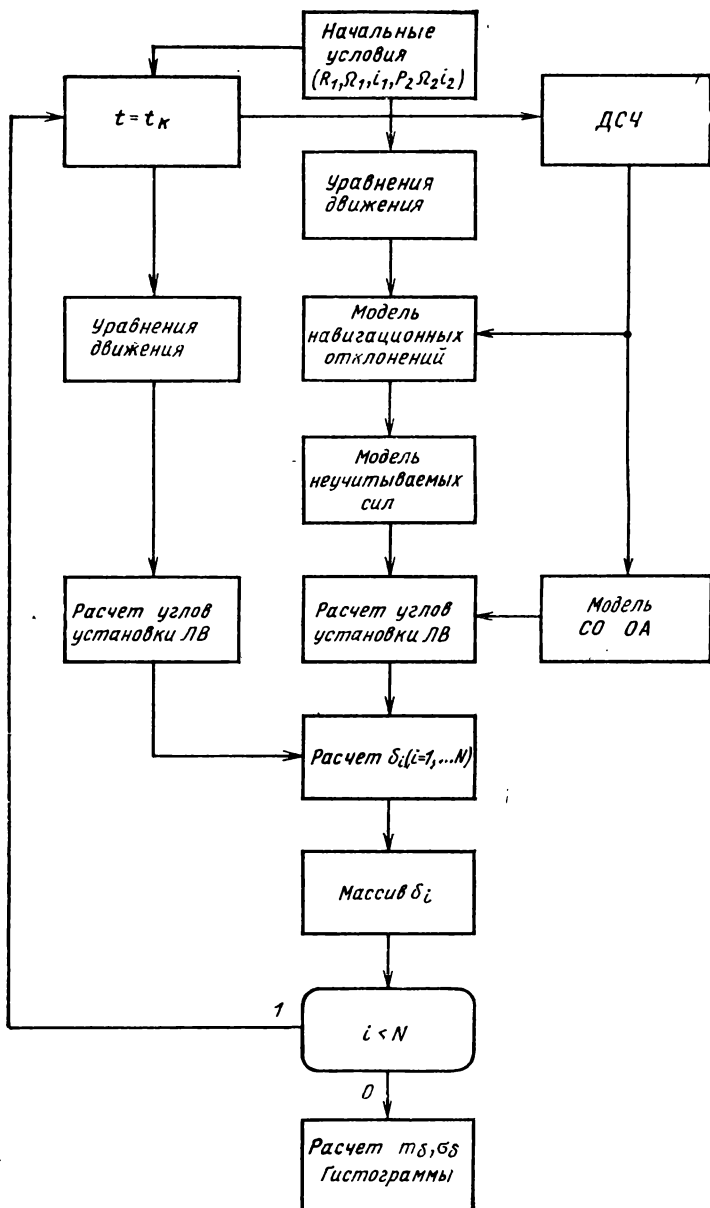 Начальные
условия
(R₁,Ω₁,i₁,P₂Ω₂i₂)
t = tк
ДСЧ
Уравнения
движения
Модель
навигационных
отклонений
Уравнения
движения
Модель
неучитываемых
сил
Расчет углов
установки ЛВ
Расчет углов
установки ЛВ
Модель
СО ОА
Расчет δᵢ(i=1,...N)
Массив δᵢ
1
i < N
0
Расчет mδ,σδ
Гистограммы